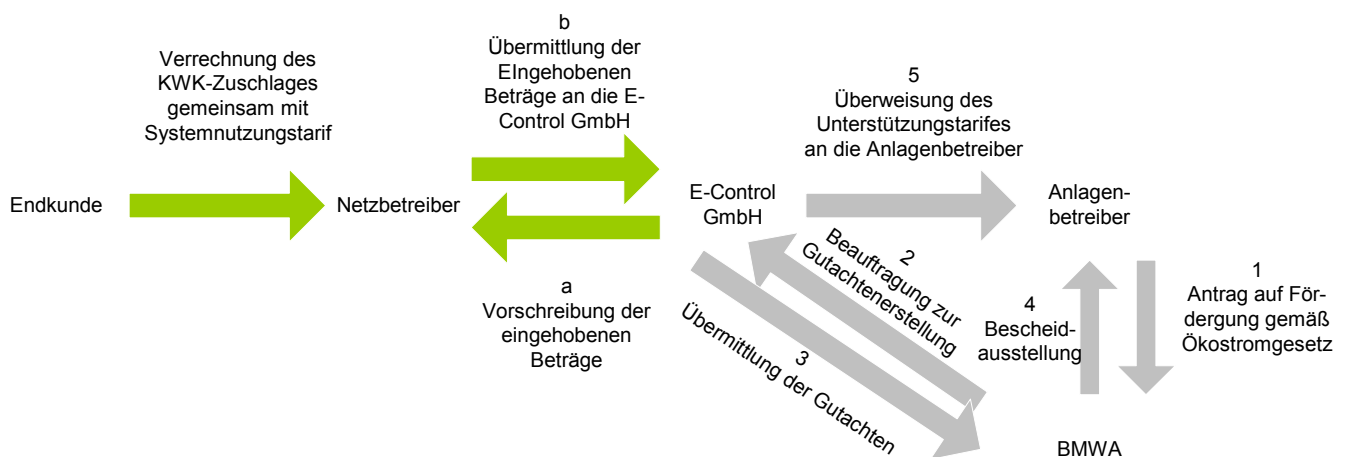 Verrechnung des
KWK-Zuschlages
gemeinsam mit
Systemnutzungstarif
b
Übermittlung der
EIngehobenen
Beträge an die E-
Control GmbH
5
Überweisung des
Unterstützungstarifes
an die Anlagenbetreiber
Endkunde
Netzbetreiber
E-Control
GmbH
Anlagen-
betreiber
a
Vorschreibung der
eingehobenen
Beträge
2
Beauftragung zur
Gutachtenerstellung
3
Übermittlung der Gutachten
4
Bescheid-
ausstellung
1
Antrag auf För-
dergung gemäß
Ökostromgesetz
BMWA